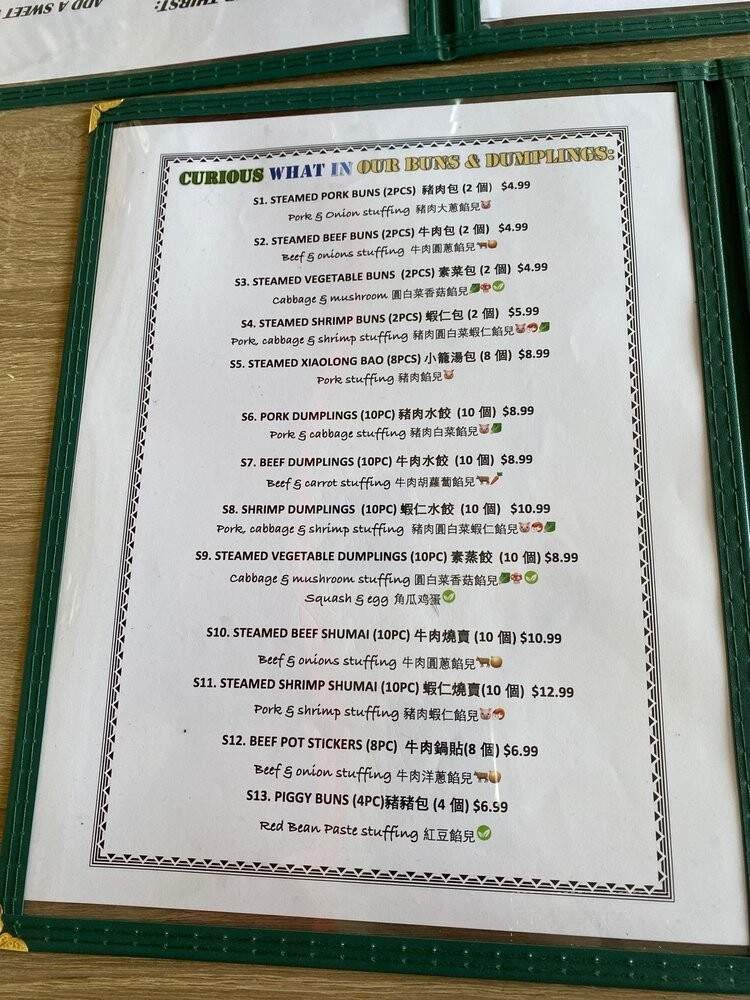 ADD A SWEET
THIRST:
CURIOUS WHAT IN OUR BUNS & DUMPLINGS:
S1. STEAMED PORK BUNS (2PCS) 豬肉包 (2 個) $4.99
Pork & Onion stuffing 豬肉大蔥餡兒
S2. STEAMED BEEF BUNS (2PCS) 牛肉包 (2 個) $4.99
Beef & onions stuffing 牛肉圓蔥餡兒
S3. STEAMED VEGETABLE BUNS (2PCS) 素菜包 (2 個) $4.99
Cabbage & mushroom 圓白菜香菇餡兒
S4. STEAMED SHRIMP BUNS (2PCS) 蝦仁包 (2 個) $5.99
Pork, cabbage & shrimp stuffing 豬肉圓白菜蝦仁餡兒
S5. STEAMED XIAOLONG BAO (8PCS) 小籠湯包 (8 個) $8.99
Pork stuffing 豬肉餡兒
S6. PORK DUMPLINGS (10PC) 豬肉水餃 (10 個) $8.99
Pork & cabbage stuffing 豬肉白菜餡兒
S7. BEEF DUMPLINGS (10PC) 牛肉水餃 (10 個) $8.99
Beef & carrot stuffing 牛肉胡蘿蔔餡兒
S8. SHRIMP DUMPLINGS (10PC) 蝦仁水餃 (10 個) $10.99
Pork, cabbage & shrimp stuffing 豬肉圓白菜蝦仁餡兒
S9. STEAMED VEGETABLE DUMPLINGS (10PC) 素蒸餃 (10 個) $8.99
Cabbage & mushroom stuffing 圓白菜香菇餡兒
Squash & egg 角瓜鸡蛋
S10. STEAMED BEEF SHUMAI (10PC) 牛肉燒賣 (10 個) $10.99
Beef & onions stuffing 牛肉圓蔥餡兒
S11. STEAMED SHRIMP SHUMAI (10PC) 蝦仁燒賣(10 個) $12.99
Pork & shrimp stuffing 豬肉蝦仁餡兒
S12. BEEF POT STICKERS (8PC) 牛肉鍋貼(8 個) $6.99
Beef & onion stuffing 牛肉洋蔥餡兒
S13. PIGGY BUNS (4PC)豬豬包 (4 個) $6.99
Red Bean Paste stuffing 紅豆餡兒